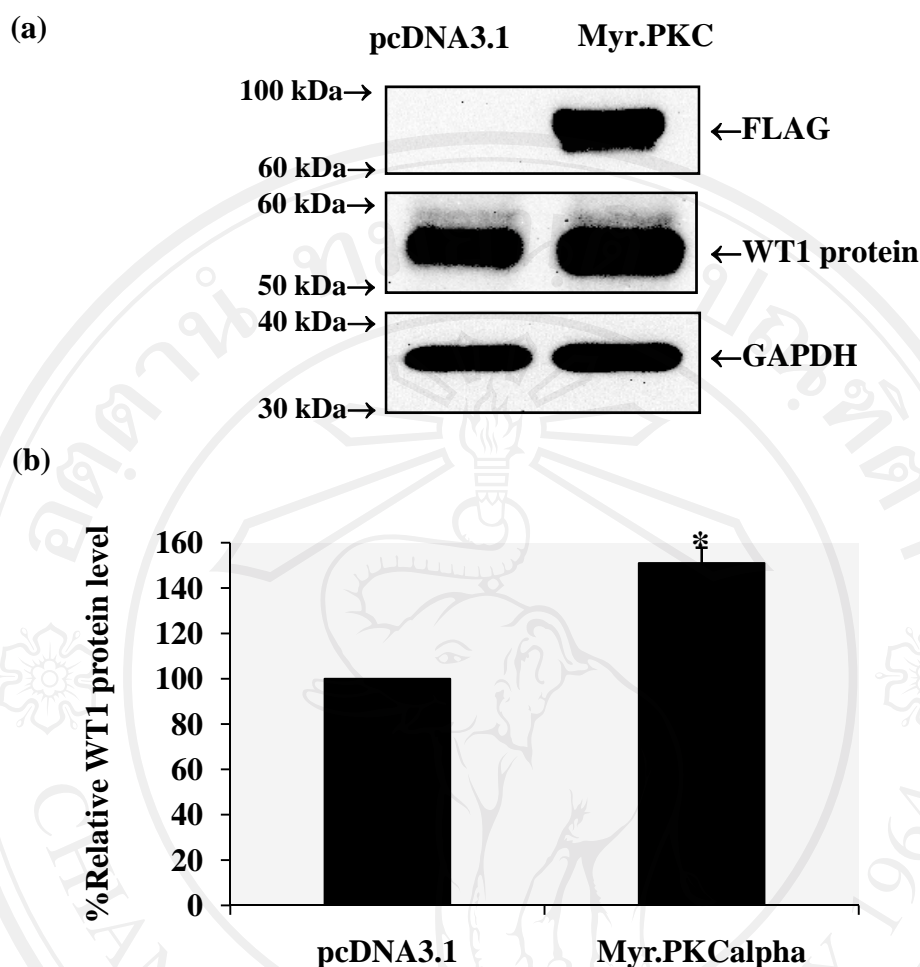 (a)
pcDNA3.1 Myr.PKC
100 kDa→
←FLAG
60 kDa→
60 kDa→
←WT1 protein
50 kDa→
40 kDa→
←GAPDH
30 kDa→
(b)
%Relative WT1 protein level
160
140
120
100
80
60
40
20
0
*
pcDNA3.1 Myr.PKCalpha
1964